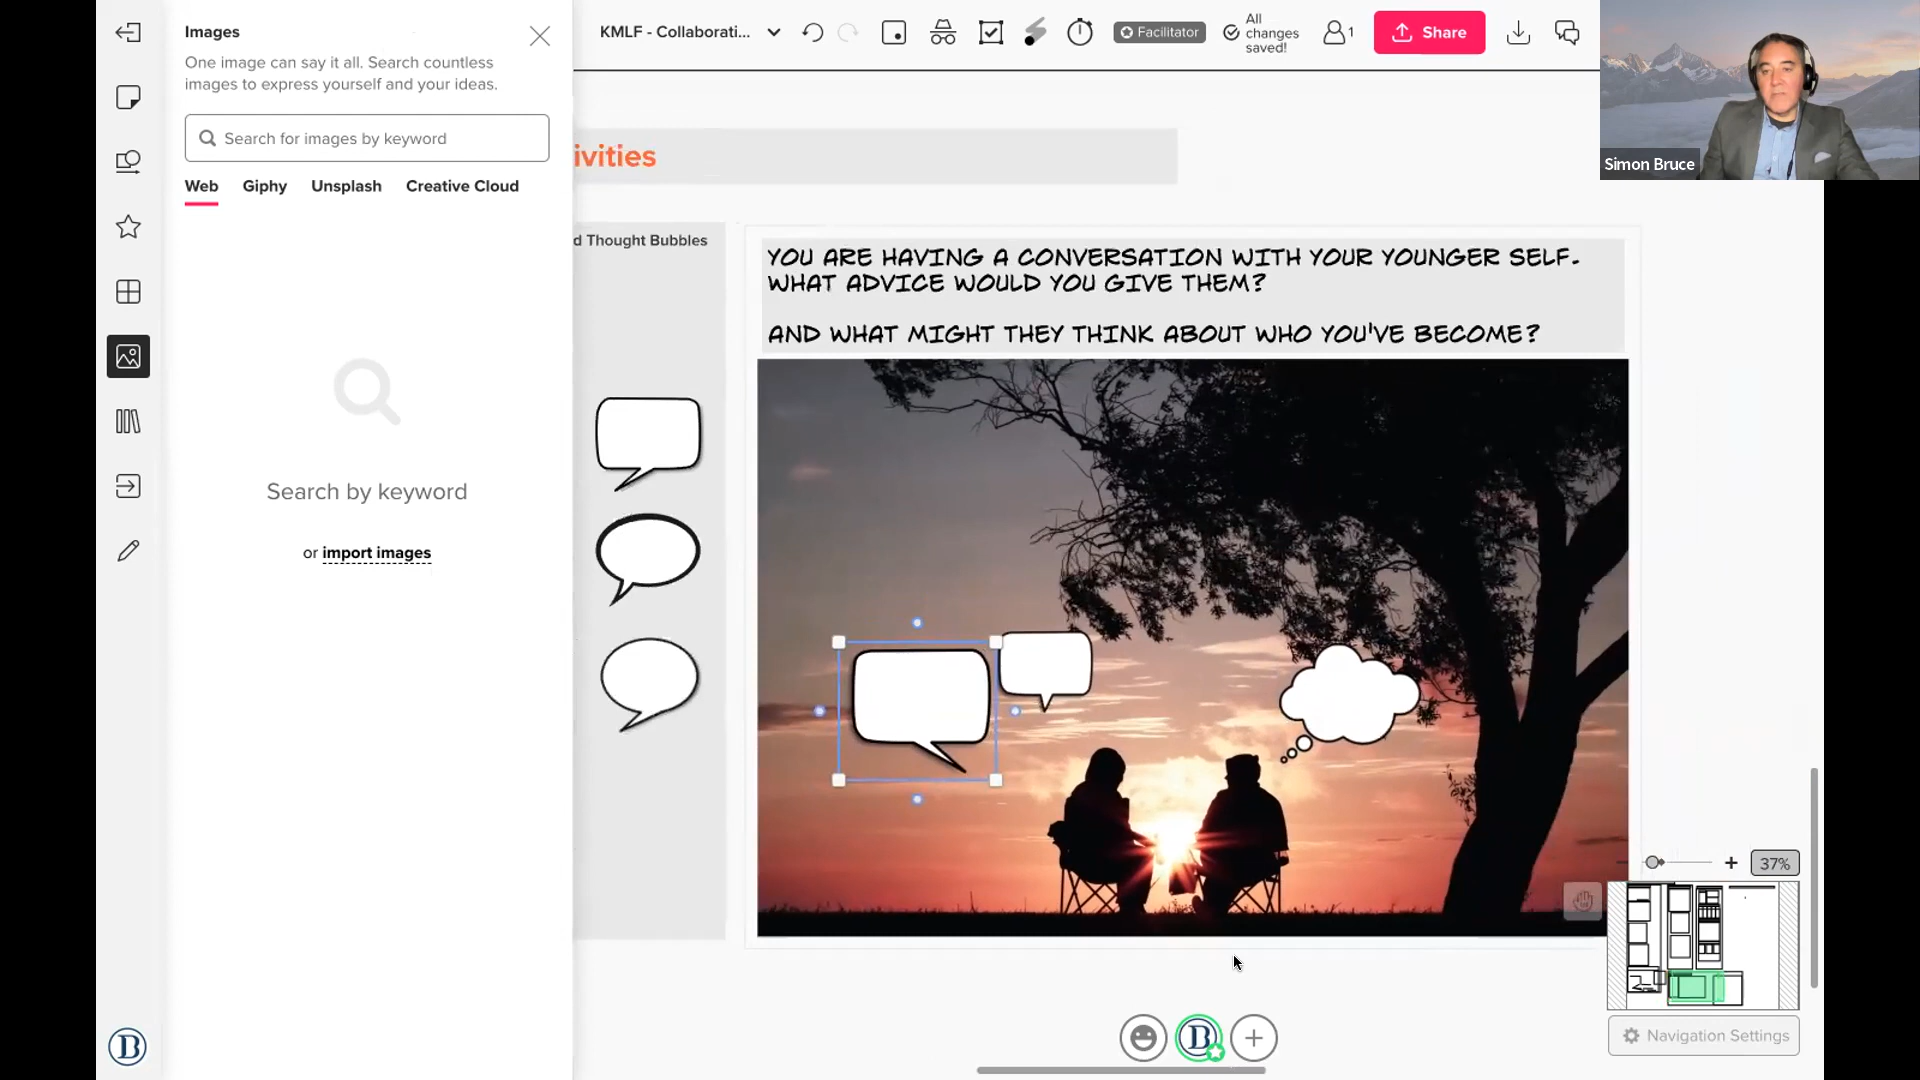 Images
One image can say it all. Search countless
images to express yourself and your ideas.
Search for images by keyword
Web Giphy Unsplash Creative Cloud
Search by keyword
or import images
KMLF - Collaborati...
Facilitator
All
changes
saved!
1
Share
Simon Bruce
ivities
d Thought Bubbles
YOU ARE HAVING A CONVERSATION WITH YOUR YOUNGER SELF.
WHAT ADVICE WOULD YOU GIVE THEM?
AND WHAT MIGHT THEY THINK ABOUT WHO YOU'VE BECOME?
37%
Navigation Settings
B
B